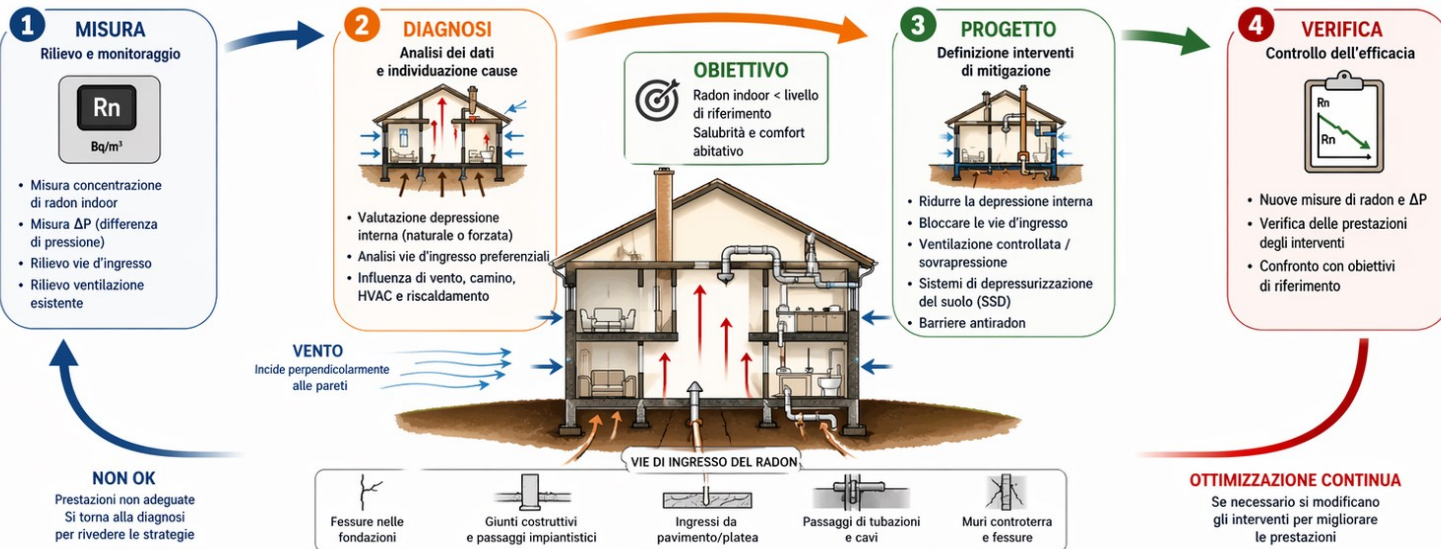 1
MISURA
Rilievo e monitoraggio
Rn
Bq/m³
• Misura concentrazione
di radon indoor
• Misura ΔP (differenza
di pressione)
• Rilievo vie d'ingresso
• Rilievo ventilazione
esistente
2
DIAGNOSI
Analisi dei dati
e individuazione cause
• Valutazione depressione
interna (naturale o forzata)
• Analisi vie d'ingresso preferenziali
• Influenza di vento, camino,
HVAC e riscaldamento
OBIETTIVO
Radon indoor < livello
di riferimento
Salubrità e comfort
abitativo
3
PROGETTO
Definizione interventi
di mitigazione
• Ridurre la depressione interna
• Bloccare le vie d'ingresso
• Ventilazione controllata /
sovrapressione
• Sistemi di depressurizzazione
del suolo (SSD)
• Barriere antiradon
4
VERIFICA
Controllo dell'efficacia
Rn
Rn
• Nuove misure di radon e ΔP
• Verifica delle prestazioni
degli interventi
• Confronto con obiettivi
di riferimento
VENTO
Incide perpendicolarmente
alle pareti
NON OK
Prestazioni non adeguate
Si torna alla diagnosi
per rivedere le strategie
VIE DI INGRESSO DEL RADON
Fessure nelle
fondazioni
Giunti costruttivi
e passaggi impiantistici
Ingressi da
pavimento/platea
Passaggi di tubazioni
e cavi
Muri controterra
e fessure
OTTIMIZZAZIONE CONTINUA
Se necessario si modificano
gli interventi per migliorare
le prestazioni